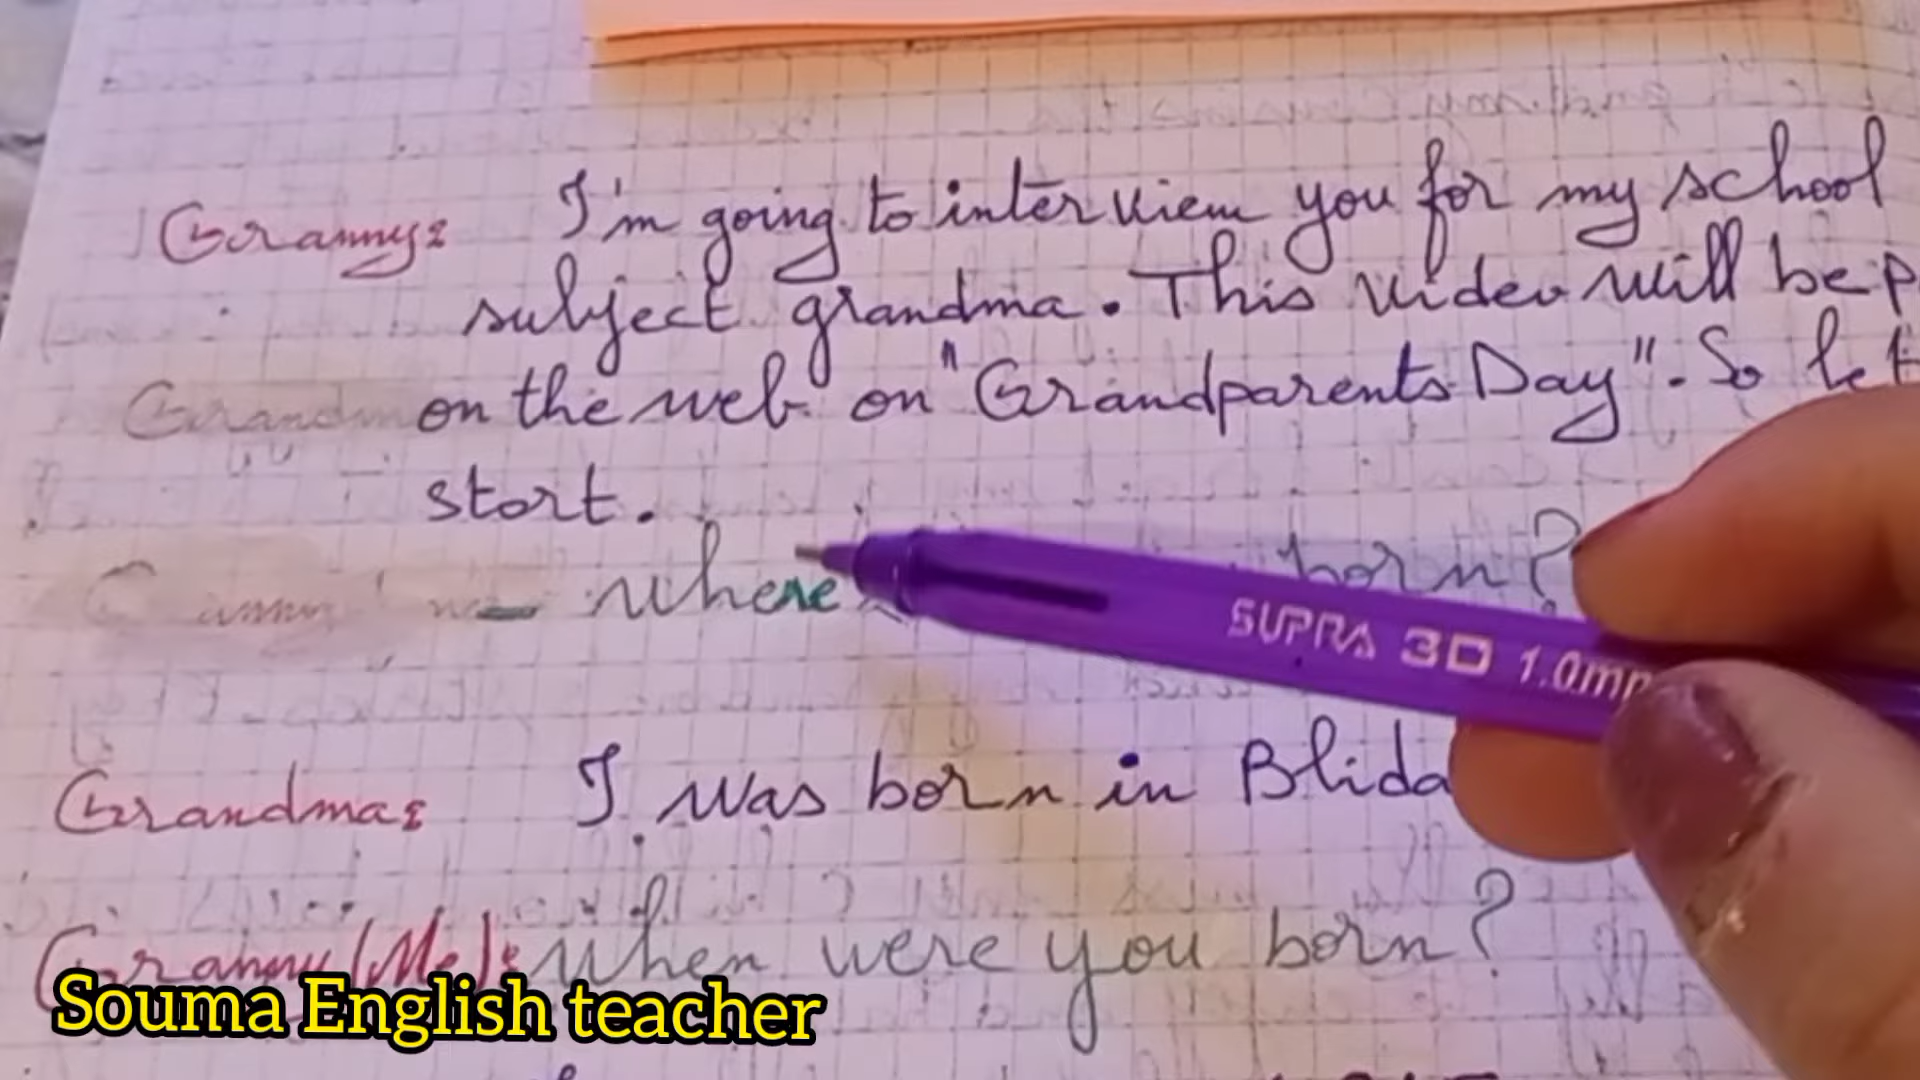 Granny: I'm going to interview you for my school
subject grandma. This video will be p
on the web on "Grandparents Day". So let
start.
- where born?
SUPRA 3D 1.0mm
Grandma: I was born in Blida
Granny (Me): when were you born?
Souma English teacher